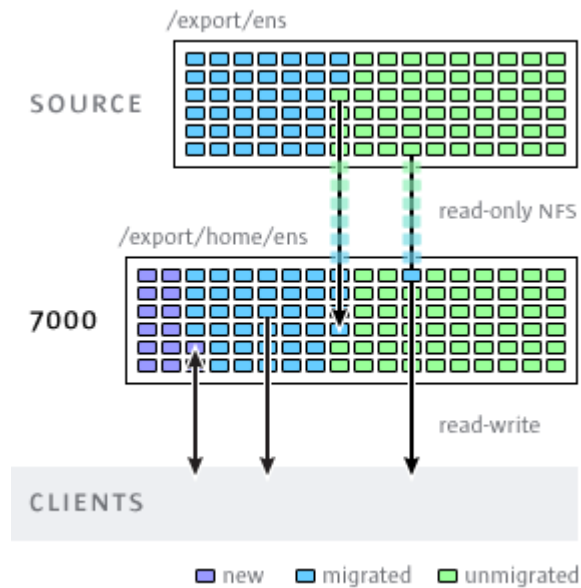 /export/ens
SOURCE
read-only NFS
/export/home/ens
7000
read-write
CLIENTS
new migrated unmigrated